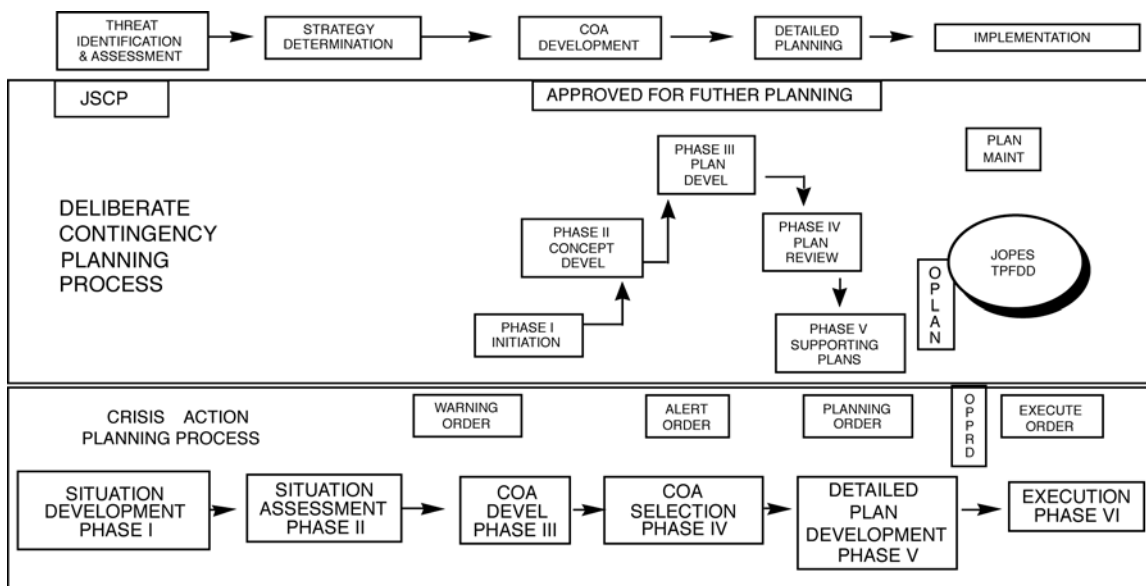 THREAT
IDENTIFICATION
& ASSESSMENT
STRATEGY
DETERMINATION
COA
DEVELOPMENT
DETAILED
PLANNING
IMPLEMENTATION
JSCP
APPROVED FOR FUTHER PLANNING
DELIBERATE
CONTINGENCY
PLANNING
PROCESS
PHASE I
INITIATION
PHASE II
CONCEPT
DEVEL
PHASE III
PLAN
DEVEL
PHASE IV
PLAN
REVIEW
PHASE V
SUPPORTING
PLANS
PLAN
MAINT
OPLAN
JOPES
TPFDD
CRISIS ACTION
PLANNING PROCESS
WARNING
ORDER
ALERT
ORDER
PLANNING
ORDER
OPPRD
EXECUTE
ORDER
SITUATION
DEVELOPMENT
PHASE I
SITUATION
ASSESSMENT
PHASE II
COA
DEVEL
PHASE III
COA
SELECTION
PHASE IV
DETAILED
PLAN
DEVELOPMENT
PHASE V
EXECUTION
PHASE VI